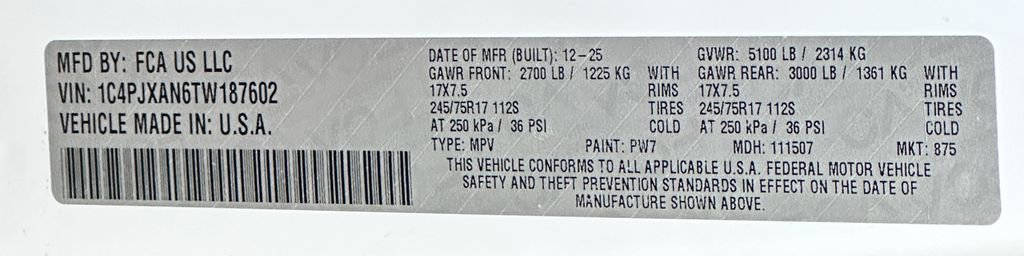 MFD BY: FCA US LLC
VIN: 1C4PJXAN6TW187602
VEHICLE MADE IN: U.S.A.
DATE OF MFR (BUILT): 12-25 GVWR: 5100 LB / 2314 KG
GAWR FRONT: 2700 LB / 1225 KG WITH GAWR REAR: 3000 LB / 1361 KG WITH
17X7.5 RIMS 17X7.5 RIMS
245/75R17 112S TIRES 245/75R17 112S TIRES
AT 250 kPa / 36 PSI COLD AT 250 kPa / 36 PSI COLD
TYPE: MPV PAINT: PW7 MDH: 111507 MKT: 875
THIS VEHICLE CONFORMS TO ALL APPLICABLE U.S.A. FEDERAL MOTOR VEHICLE
SAFETY AND THEFT PREVENTION STANDARDS IN EFFECT ON THE DATE OF
MANUFACTURE SHOWN ABOVE.